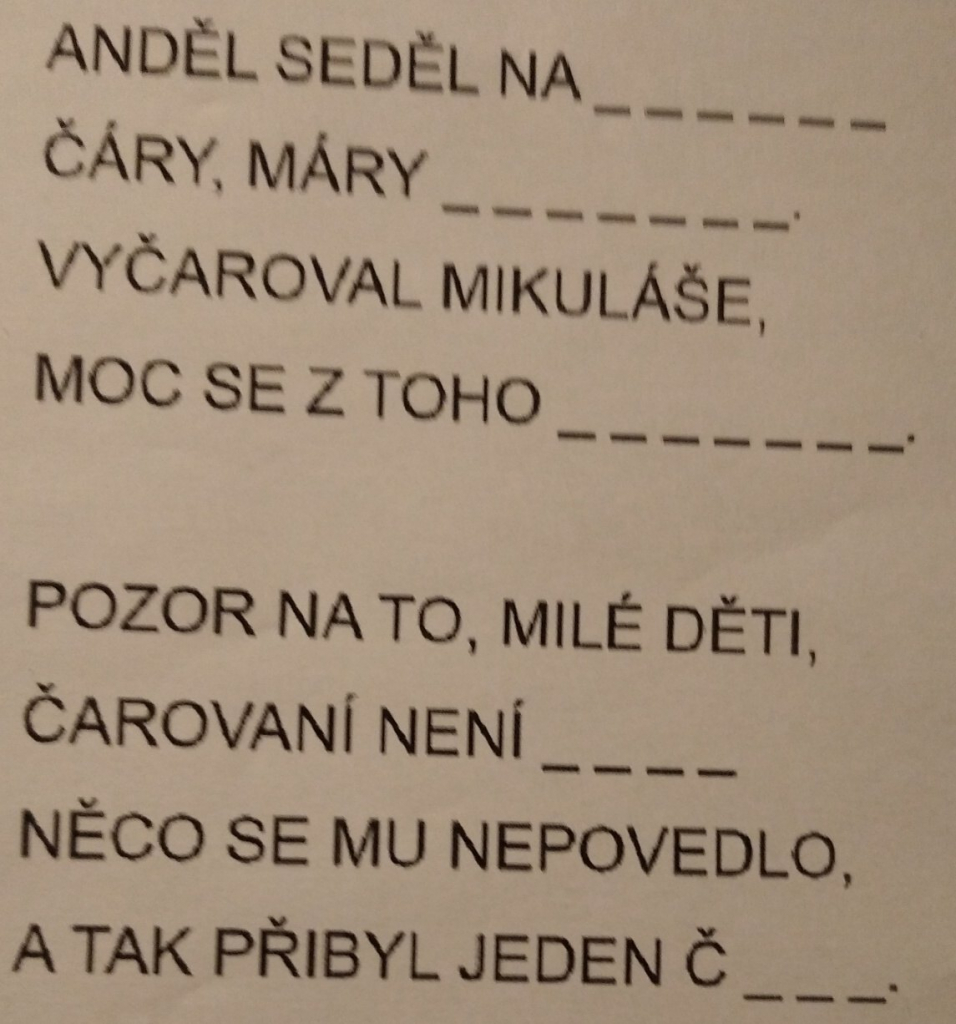 ANDĚL SEDĚL NA _ _ _ _ _ _
ČÁRY, MÁRY _ _ _ _ _ _ _.
VYČAROVAL MIKULÁŠE,
MOC SE Z TOHO _ _ _ _ _ _ _.
POZOR NA TO, MILÉ DĚTI,
ČAROVANÍ NENÍ _ _ _ _
NĚCO SE MU NEPOVEDLO,
A TAK PŘIBYL JEDEN Č _ _ _.